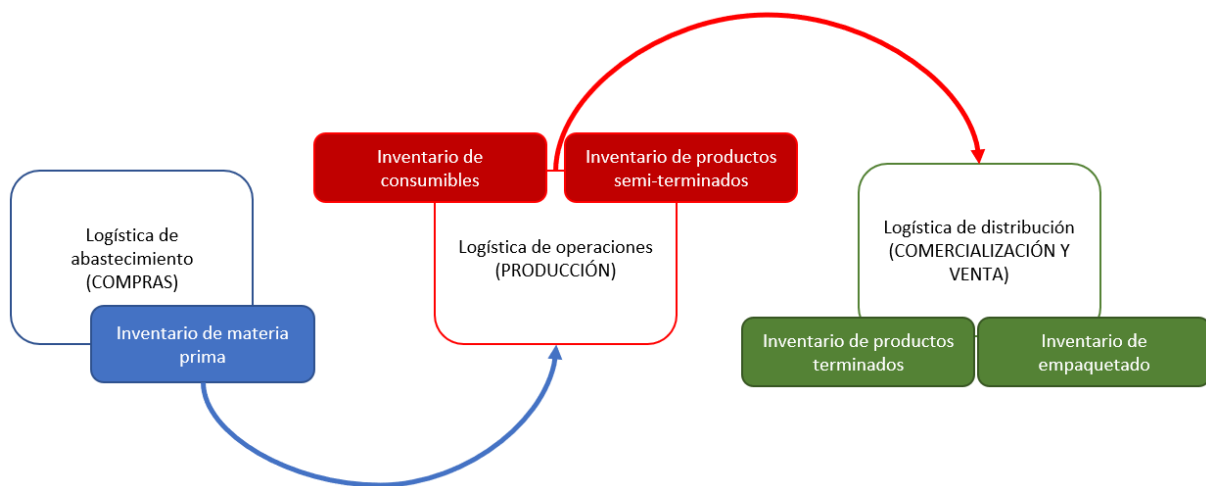 Logística de
abastecimiento
(COMPRAS)
Inventario de materia
prima
Inventario de
consumibles
Inventario de productos
semi-terminados
Logística de operaciones
(PRODUCCIÓN)
Logística de distribución
(COMERCIALIZACIÓN Y
VENTA)
Inventario de productos
terminados
Inventario de
empaquetado